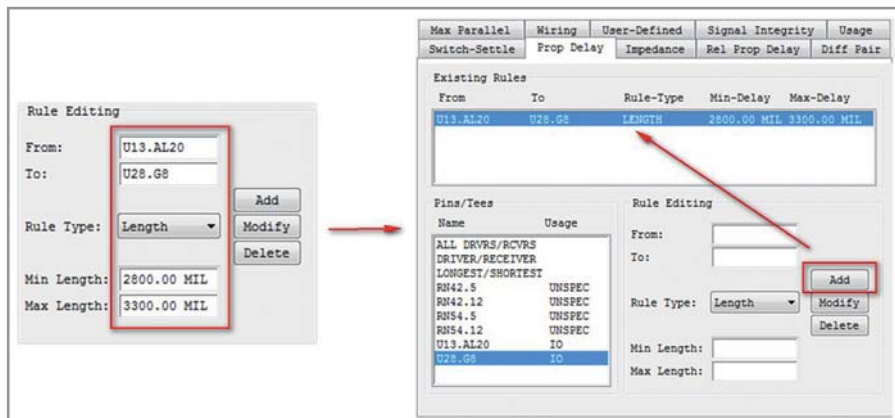 Rule Editing
From: U13.AL20
To: U28.G8
Add
Rule Type: Length Modify
Delete
Min Length: 2800.00 MIL
Max Length: 3300.00 MIL
Max Parallel Wiring User-Defined Signal Integrity Usage
Switch-Settle Prop Delay Impedance Rel Prop Delay Diff Pair
Existing Rules
From To Rule-Type Min-Delay Max-Delay
U13.AL20 U28.G8 LENGTH 2800.00 MIL 3300.00 MIL
Pins/Tees
Name Usage
ALL DRVRS/RCVRS
DRIVER/RECEIVER
LONGEST/SHORTEST
RN42.5 UNSPEC
RN42.12 UNSPEC
RN54.5 UNSPEC
RN54.12 UNSPEC
U13.AL20 IO
U28.G8 IO
Rule Editing
From:
To:
Add
Rule Type: Length Modify
Delete
Min Length:
Max Length: